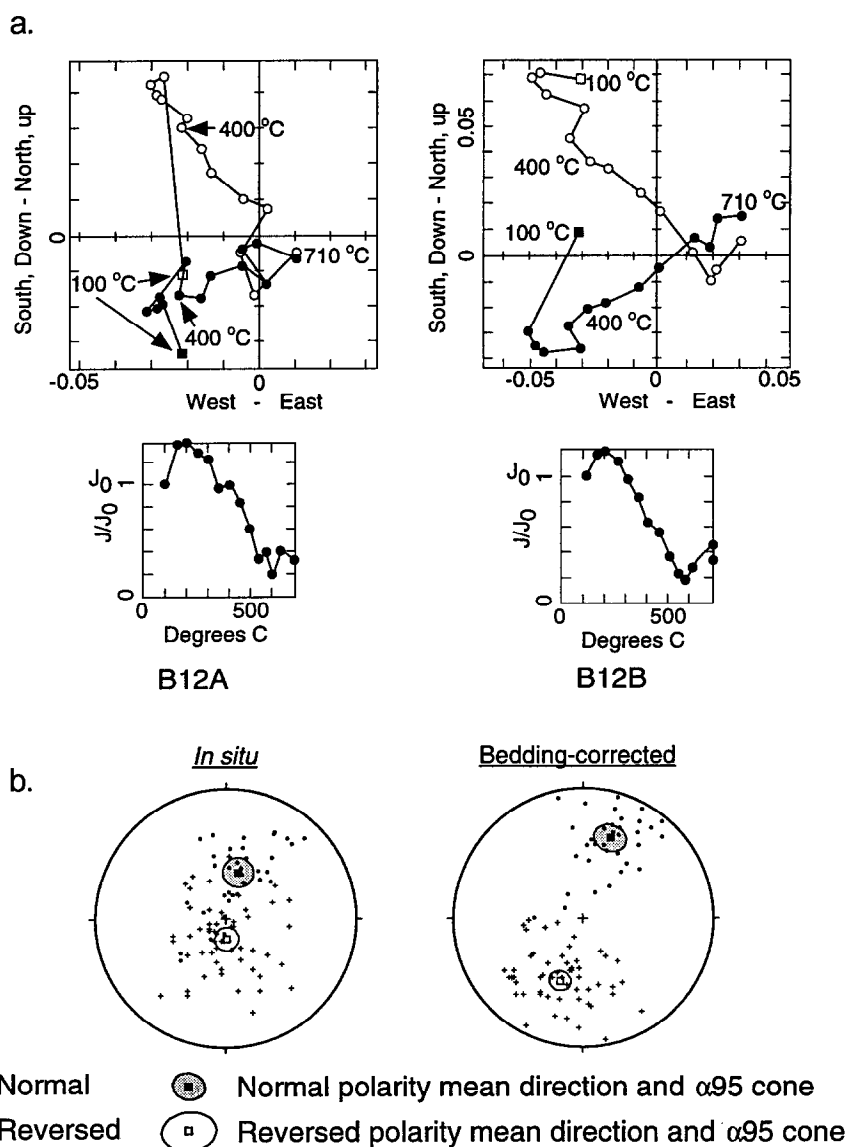 a.
South, Down - North, up
0
400 °C
710 °C
100 °C
400 °C
-0.05
0
West - East
South, Down - North, up
0.05
0
100 °C
400 °C
710 °C
100 °C
400 °C
-0.05
0
0.05
West - East
J0 1
J/J0
0
0
500
Degrees C
B12A
J0 1
J/J0
0
0
500
Degrees C
B12B
b.
In situ
Bedding-corrected
Normal
Normal polarity mean direction and α95 cone
Reversed
Reversed polarity mean direction and α95 cone